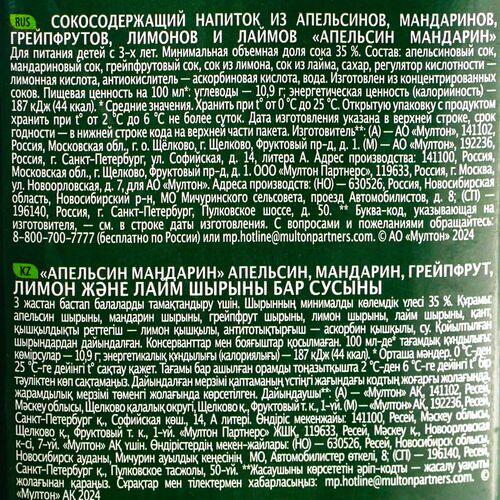 RUS СОКОСОДЕРЖАЩИЙ НАПИТОК ИЗ АПЕЛЬСИНОВ, МАНДАРИНОВ,
ГРЕЙПФРУТОВ, ЛИМОНОВ И ЛАЙМОВ «АПЕЛЬСИН МАНДАРИН»
Для питания детей с 3-х лет. Минимальная объемная доля сока 35 %. Состав: апельсиновый сок,
мандариновый сок, грейпфрутовый сок, сок из лимона, сок из лайма, сахар, регулятор кислотности –
лимонная кислота, антиокислитель – аскорбиновая кислота, вода. Изготовлен из концентрированных
соков. Пищевая ценность на 100 мл*: углеводы – 10,9 г; энергетическая ценность (калорийность) –
187 кДж (44 ккал). * Средние значения. Хранить при t° от 0 °C до 25 °C. Открытую упаковку с продуктом
хранить при t° от 2 °C до 6 °C не более суток. Дата изготовления указана в верхней строке, срок
годности – в нижней строке кода на верхней части пакета. Изготовитель**: (А) – АО «Мултон», 141102,
Россия, Московская обл., г. о. Щёлково, г. Щелково, Фруктовый пр-д, д. 1. (М) – АО «Мултон», 192236,
Россия, г. Санкт–Петербург, ул. Софийская, д. 14, литера А. Адрес производства: 141100, Россия,
Московская обл., г. Щелково, Фруктовый пр-д, д. 1. ООО «Мултон Партнерс», 119633, Россия, г. Москва,
ул. Новоорловская, д. 7, для АО «Мултон». Адреса производства: (НО) – 630526, Россия, Новосибирская
область, Новосибирский р-н, МО Мичуринского сельсовета, проезд Автомобилистов, д. 8; (СП) –
196140, Россия, г. Санкт-Петербург, Пулковское шоссе, д. 50. ** Буква–код, указывающая на
изготовителя, – см. в строке даты изготовления. С вопросами и пожеланиями обращаться:
8–800–700–7777 (бесплатно по России) или mp.hotline@multonpartners.com, © АО «Мултон» 2024
KZ «АПЕЛЬСИН МАНДАРИН» АПЕЛЬСИН, МАНДАРИН, ГРЕЙПФРУТ,
ЛИМОН ЖӘНЕ ЛАЙМ ШЫРЫНЫ БАР СУСЫНЫ
3 жастан бастап балаларды тамақтандыру үшін. Шырынның минималды көлемдік үлесі 35 %. Құрамы:
апельсин шырыны, мандарин шырыны, грейпфрут шырыны, лимон шырыны, лайм шырыны, қант,
қышқылдықты реттегіш – лимон қышқылы, антитотықтырғыш – аскорбин қышқылы, су. Қойылтылған
шырындардан дайындалған. Консерванттар мен бояғыштар қосылмаған. 100 мл-де* тағамдық құндылығы:
көмірсулар – 10,9 г; энергетикалық құндылығы (калориялығы) – 187 кДж (44 ккал). * Орташа мәндер. 0 °C-ден
25 °C-ге дейінгі t° сақтау қажет. Тағамы бар ашылған орамды тоңазытқышта 2 °C-ден 6 °C-ге дейінгі t° бір
тәуліктен көп сақтамаңыз. Дайындалған мерзімі қаптаманың үстіңгі жағындағы кодтың жоғарғы жолағында,
жарамдылық мерзімі төменгі жолағында көрсетілген. Дайындаушы**: (А) – «Мултон» АҚ, 141102, Ресей,
Мәскеу облысы, Щелково қалалық округі, Щелково қ., Фруктовый т. к., 1-үй. (М) – «Мултон» АҚ, 192236, Ресей,
Санкт–Петербург қ., Софийская көш., 14, А литері. Өндіріс мекенжайы: 141100, Ресей, Мәскеу облысы,
Щелково қ., Фруктовый т. к., 1–үй. «Мултон Партнерс» ЖШҚ, 119633, Ресей, Мәскеу қ., Новоорловская
к-сі, 7–үй «Мултон» АҚ үшін. Өндірістердің мекен–жайлары: (НО) – 630526, Ресей, Новосибирск облысы,
Новосибирск ауданы, Мичурин ауылдық кеңесінің МО, Автомобилистер өткелі, 8; (СП) – 196140, Ресей,
Санкт–Петербург қ., Пулковское тасжолы, 50–үй. **Жасаушыны көрсететін әріп–кодты – жасалу уақыты
жолағынан қараңыз. Сұрақтар мен тілектермен хабарласыңыз: mp.hotline@multonpartners.com, ©
«Мултон» АҚ 2024